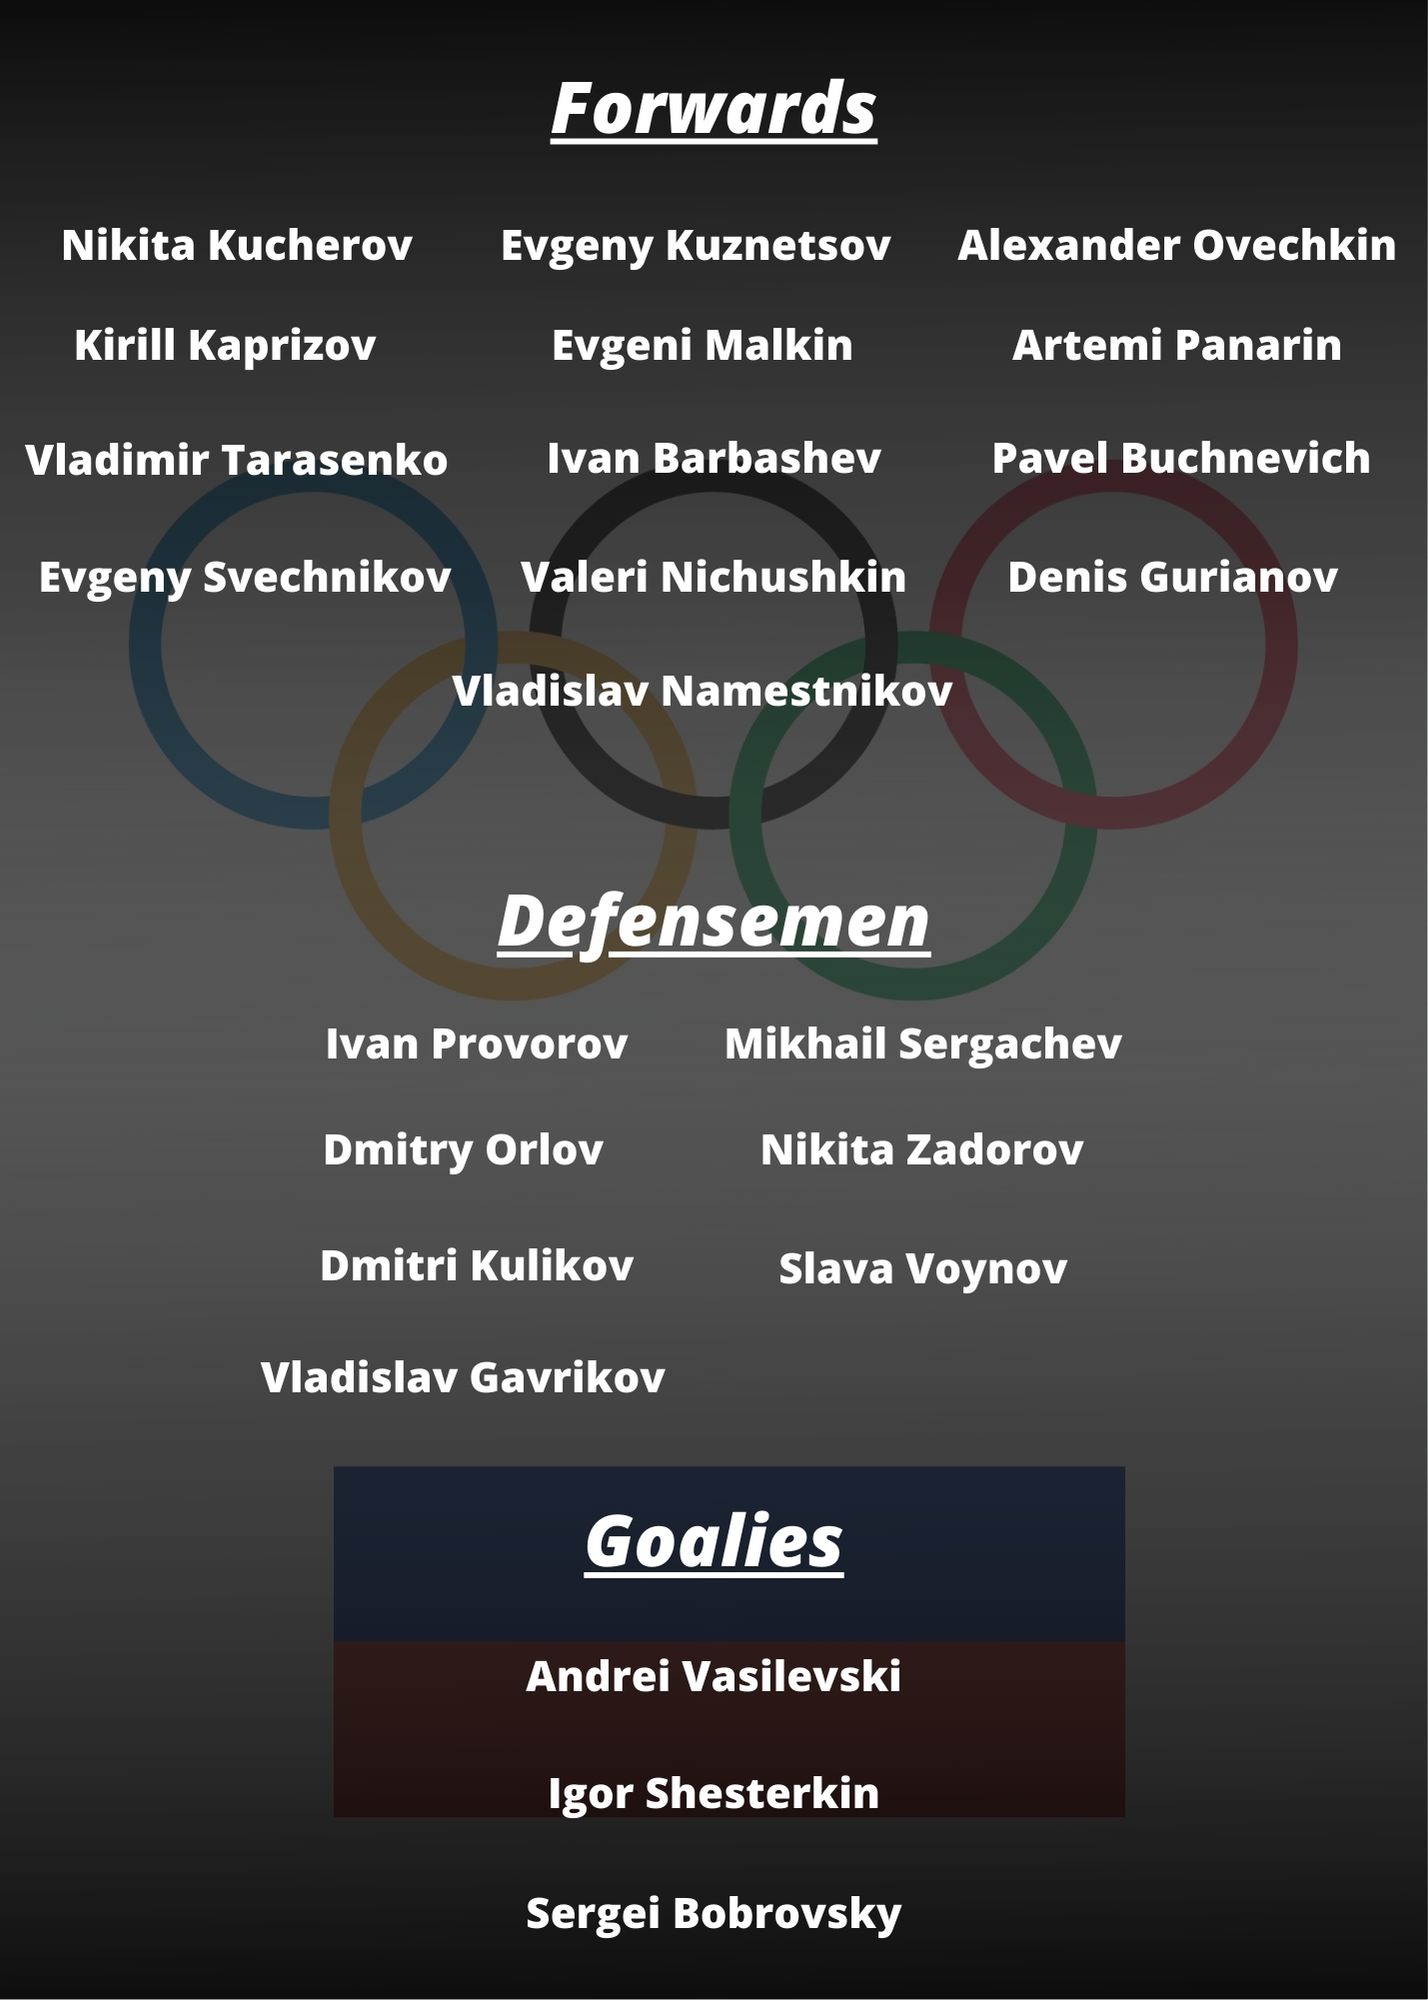 Forwards
Nikita Kucherov Evgeny Kuznetsov Alexander Ovechkin
Kirill Kaprizov Evgeni Malkin Artemi Panarin
Vladimir Tarasenko Ivan Barbashev Pavel Buchnevich
Evgeny Svechnikov Valeri Nichushkin Denis Gurianov
Vladislav Namestnikov
Defensemen
Ivan Provorov Mikhail Sergachev
Dmitry Orlov Nikita Zadorov
Dmitri Kulikov Slava Voynov
Vladislav Gavrikov
Goalies
Andrei Vasilevski
Igor Shesterkin
Sergei Bobrovsky